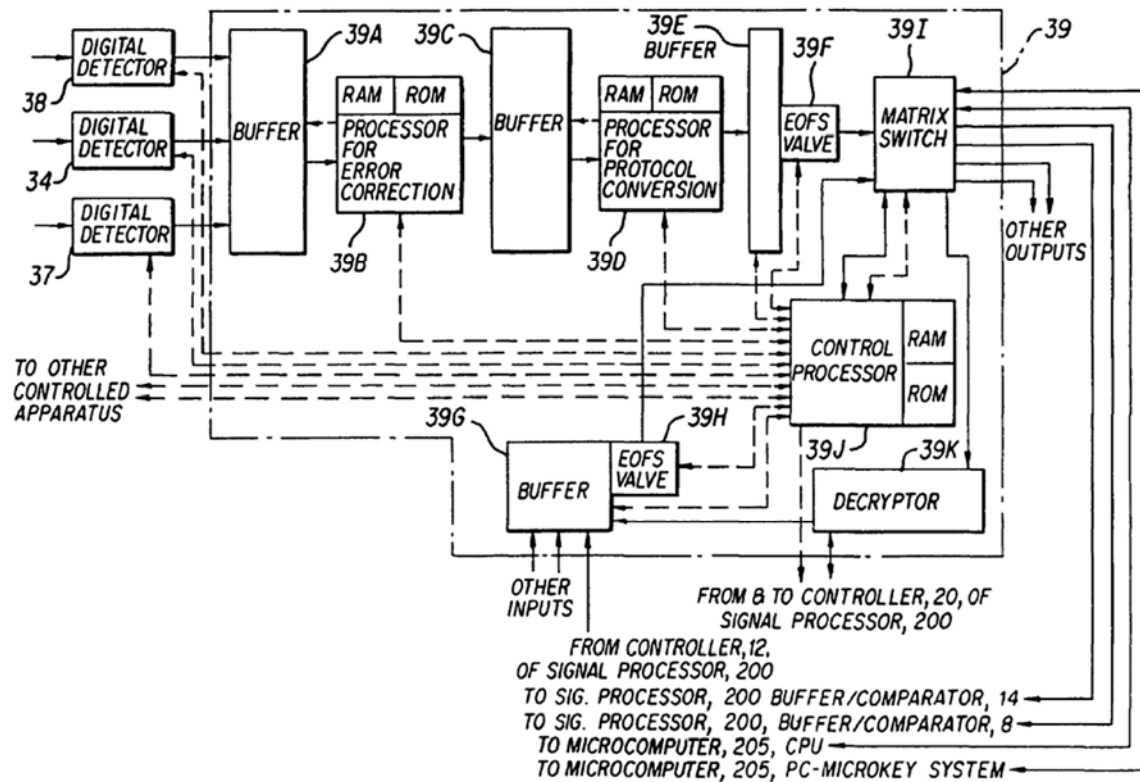 DIGITAL
DETECTOR
38
DIGITAL
DETECTOR
34
DIGITAL
DETECTOR
37
39A
BUFFER
RAM
ROM
PROCESSOR
FOR
ERROR
CORRECTION
39B
39C
BUFFER
RAM
ROM
PROCESSOR
FOR
PROTOCOL
CONVERSION
39D
39E
BUFFER
39F
EOFS
VALVE
39I
MATRIX
SWITCH
39
OTHER
OUTPUTS
TO OTHER
CONTROLLED
APPARATUS
CONTROL
PROCESSOR
RAM
ROM
39J
39G
BUFFER
39H
EOFS
VALVE
39K
DECRYPTOR
OTHER
INPUTS
FROM & TO CONTROLLER, 20, OF
SIGNAL PROCESSOR, 200
FROM CONTROLLER, 12,
OF SIGNAL PROCESSOR, 200
TO SIG. PROCESSOR, 200 BUFFER/COMPARATOR, 14
TO SIG. PROCESSOR, 200, BUFFER/COMPARATOR, 8
TO MICROCOMPUTER, 205, CPU
TO MICROCOMPUTER, 205, PC-MICROKEY SYSTEM